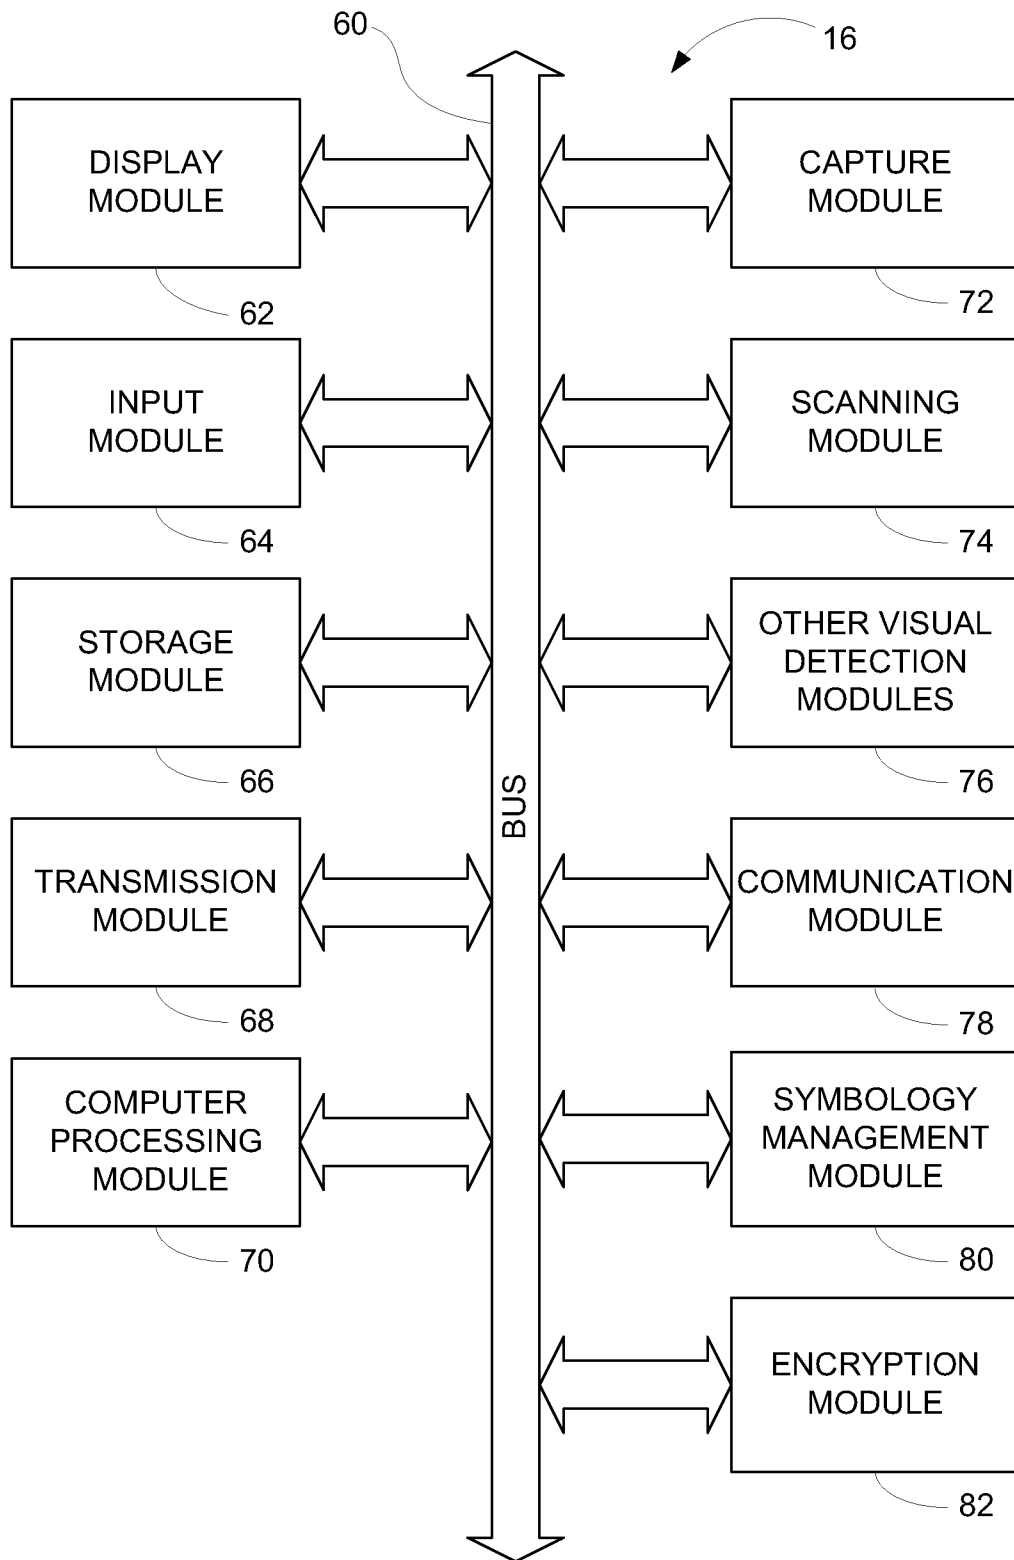 60
16
DISPLAY
MODULE
62
CAPTURE
MODULE
72
INPUT
MODULE
64
SCANNING
MODULE
74
STORAGE
MODULE
66
OTHER VISUAL
DETECTION
MODULES
76
BUS
TRANSMISSION
MODULE
68
COMMUNICATION
MODULE
78
COMPUTER
PROCESSING
MODULE
70
SYMBOLOGY
MANAGEMENT
MODULE
80
ENCRYPTION
MODULE
82